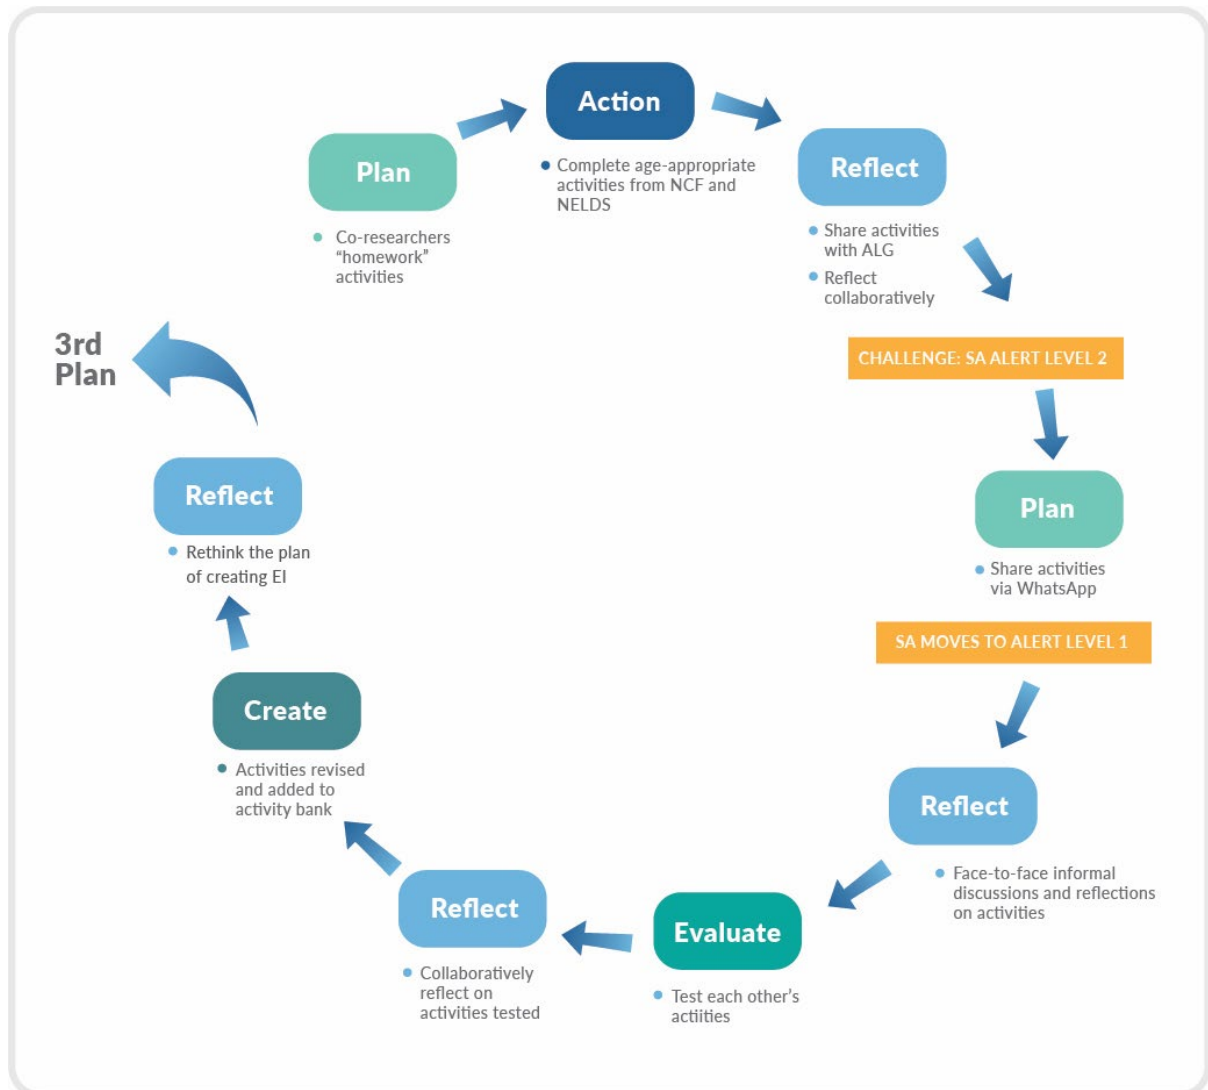 Plan
Co-researchers
“homework”
activities
Action
Complete age-appropriate
activities from NCF and
NELDS
Reflect
Share activities
with ALG
Reflect
collaboratively
CHALLENGE: SA ALERT LEVEL 2
Plan
Share activities
via WhatsApp
SA MOVES TO ALERT LEVEL 1
Reflect
Face-to-face informal
discussions and reflections
on activities
Evaluate
Test each other’s
actiities
Reflect
Collaboratively
reflect on
activities tested
Create
Activities revised
and added to
activity bank
Reflect
Rethink the plan
of creating EI
3rd
Plan